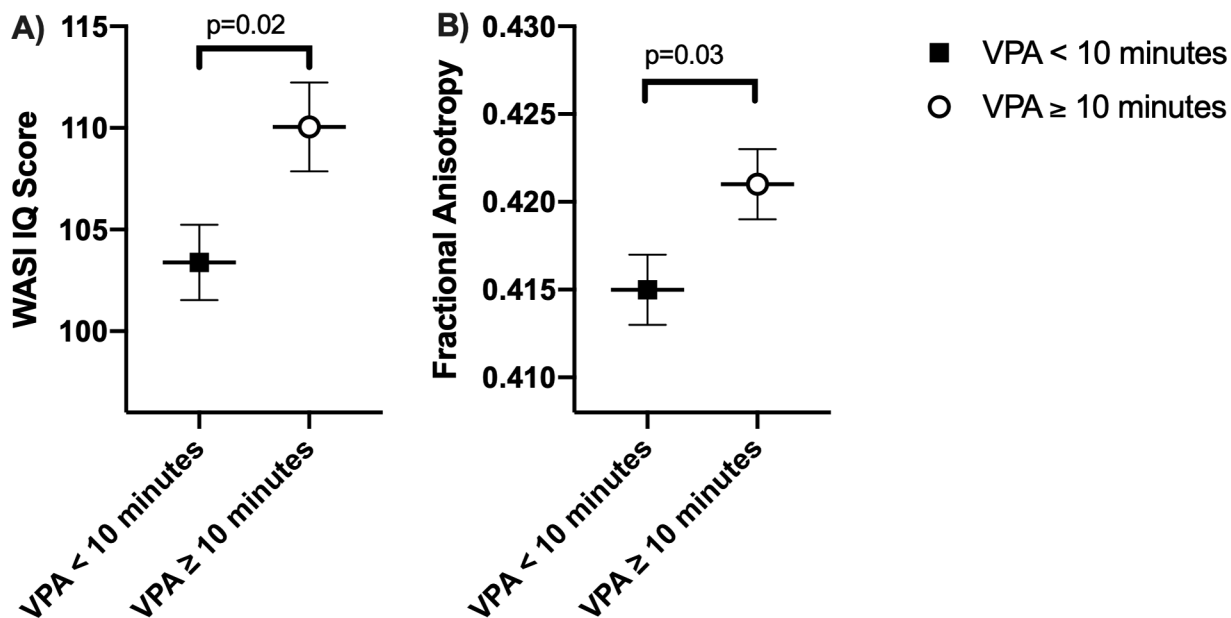 A)
115
110
105
100
WASI IQ Score
p=0.02
VPA < 10 minutes
VPA ≥ 10 minutes
B)
0.430
0.425
0.420
0.415
0.410
Fractional Anisotropy
p=0.03
VPA < 10 minutes
VPA ≥ 10 minutes
VPA < 10 minutes
VPA ≥ 10 minutes